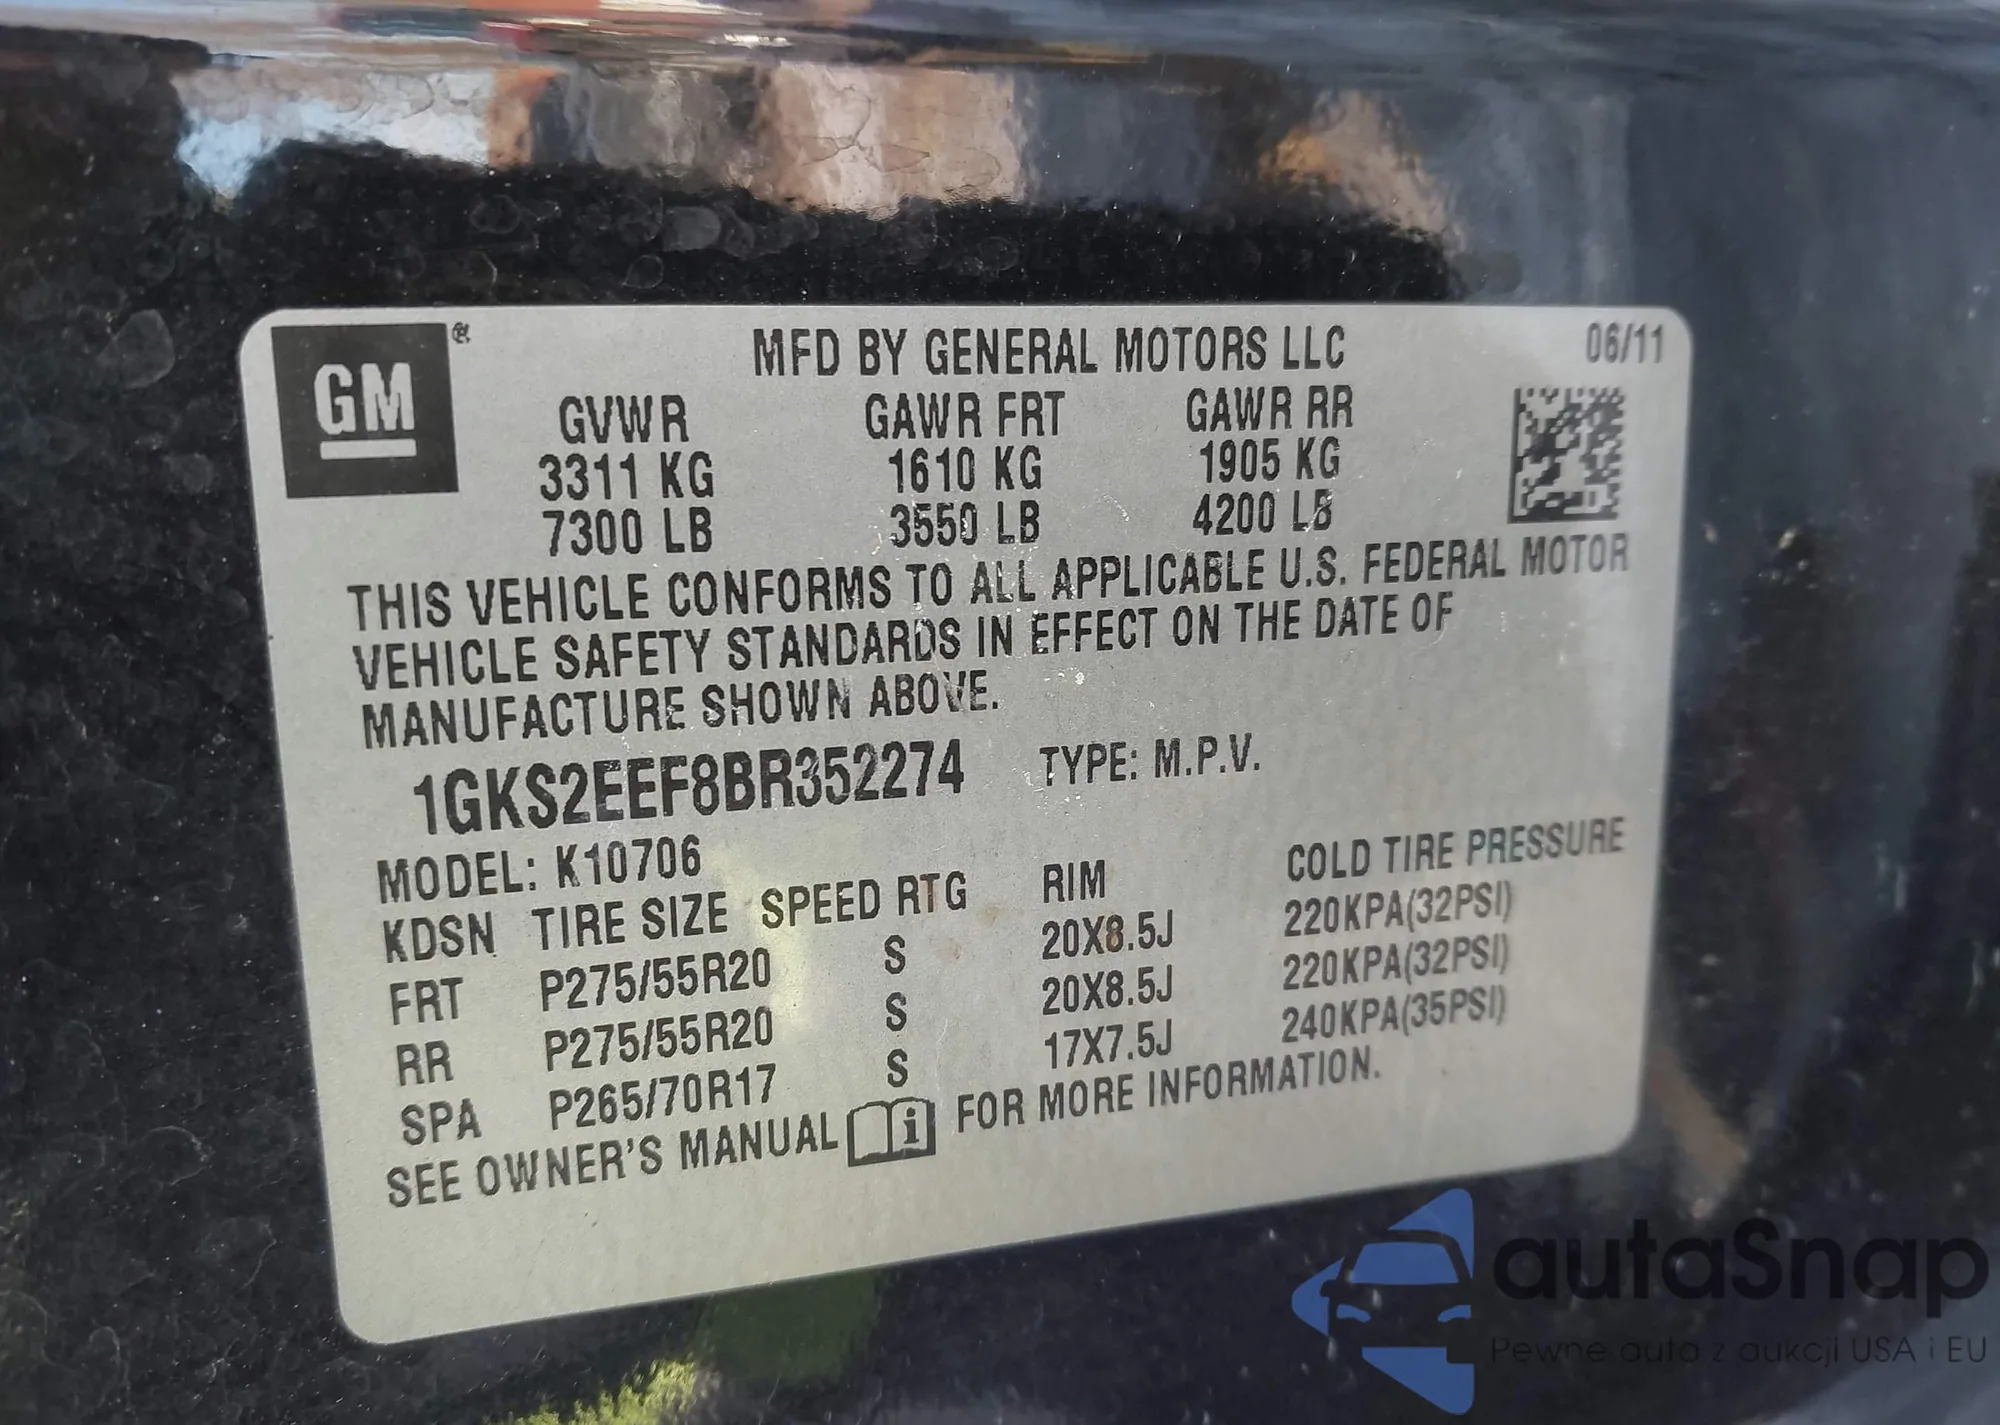 GM ®
MFD BY GENERAL MOTORS LLC 06/11
GVWR GAWR FRT GAWR RR
3311 KG 1610 KG 1905 KG
7300 LB 3550 LB 4200 LB
THIS VEHICLE CONFORMS TO ALL APPLICABLE U.S. FEDERAL MOTOR
VEHICLE SAFETY STANDARDS IN EFFECT ON THE DATE OF
MANUFACTURE SHOWN ABOVE.
1GKS2EEF8BR352274 TYPE: M.P.V.
MODEL: K10706
KDSN TIRE SIZE SPEED RTG RIM COLD TIRE PRESSURE
FRT P275/55R20 S 20X8.5J 220KPA(32PSI)
RR P275/55R20 S 20X8.5J 220KPA(32PSI)
SPA P265/70R17 S 17X7.5J 240KPA(35PSI)
SEE OWNER'S MANUAL i FOR MORE INFORMATION.
autaSnap
Pewne auta z aukcji USA i EU